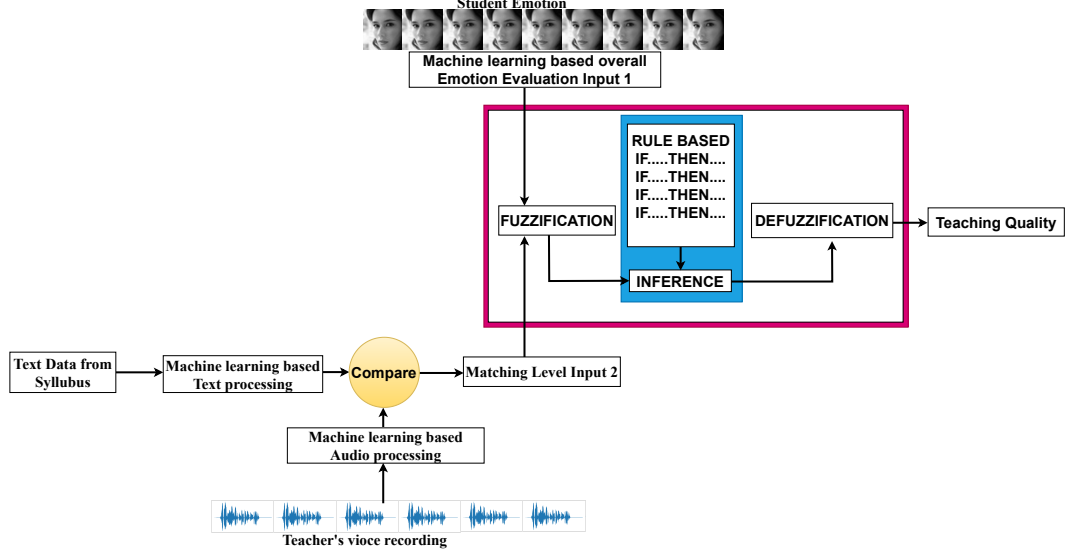 Student Emotion
Machine learning based overall
Emotion Evaluation Input 1
RULE BASED
IF.....THEN....
IF.....THEN....
IF.....THEN....
IF.....THEN....
FUZZIFICATION
DEFUZZIFICATION
Teaching Quality
INFERENCE
Text Data from
Syllubus
Machine learning based
Text processing
Compare
Matching Level Input 2
Machine learning based
Audio processing
Teacher's vioce recording